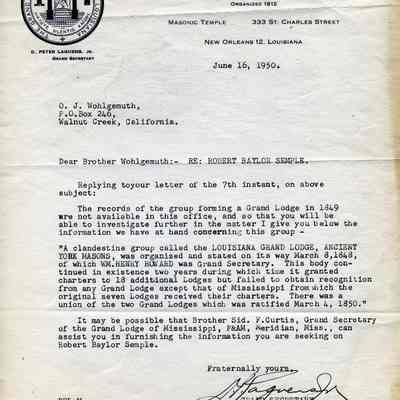 ORGANIZED 1812
MASONIC TEMPLE 333 ST. CHARLES STREET
NEW ORLEANS 12, LOUISIANA
D. PETER LAGUENS, JR.
GRAND SECRETARY
June 16, 1950.
O. J. Wohlgemuth,
P.O.Box 246,
Walnut Creek, California.
Dear Brother Wohlgemuth:- RE: ROBERT BAYLOR SEMPLE.
Replying toyour letter of the 7th instant, on above
subject:
The records of the group forming a Grand Lodge in 1849
are not available in this office, and so that you will be
able to investigate further in the matter I give you below the
information we have at hand concerning this group -
"A clandestine group called the LOUISIANA GRAND LODGE, ANCIENT
YORK MASONS, was organised and stated on its way March 8,1848,
of which WM.HENRY HOWARD was Grand Secretary. This body con-
tinued in existence two years during which time it granted
charters to 18 additional Lodges but failed to obtain recognition
from any Grand Lodge except that of Mississippi from which the
original seven Lodges received their charters. There was a
union of the two Grand Lodges which was ratified March 4, 1850."
It may be possible that Brother Sid. F.Curtis, Grand Secretary
of the Grand Lodge of Mississippi, F&AM, Meridian, Miss., can
assist you in furnishing the information you are seeking on
Robert Baylor Semple.
Fraternally yours,